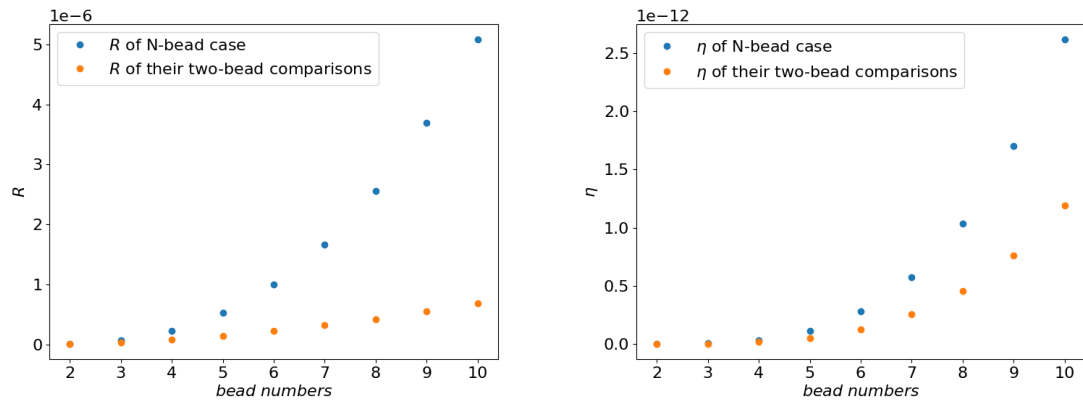 1e−6
R of N-bead case
R of their two-bead comparisons
5
4
3
2
1
0
R
2 3 4 5 6 7 8 9 10
bead numbers
1e−12
η of N-bead case
η of their two-bead comparisons
2.5
2.0
1.5
1.0
0.5
0.0
η
2 3 4 5 6 7 8 9 10
bead numbers